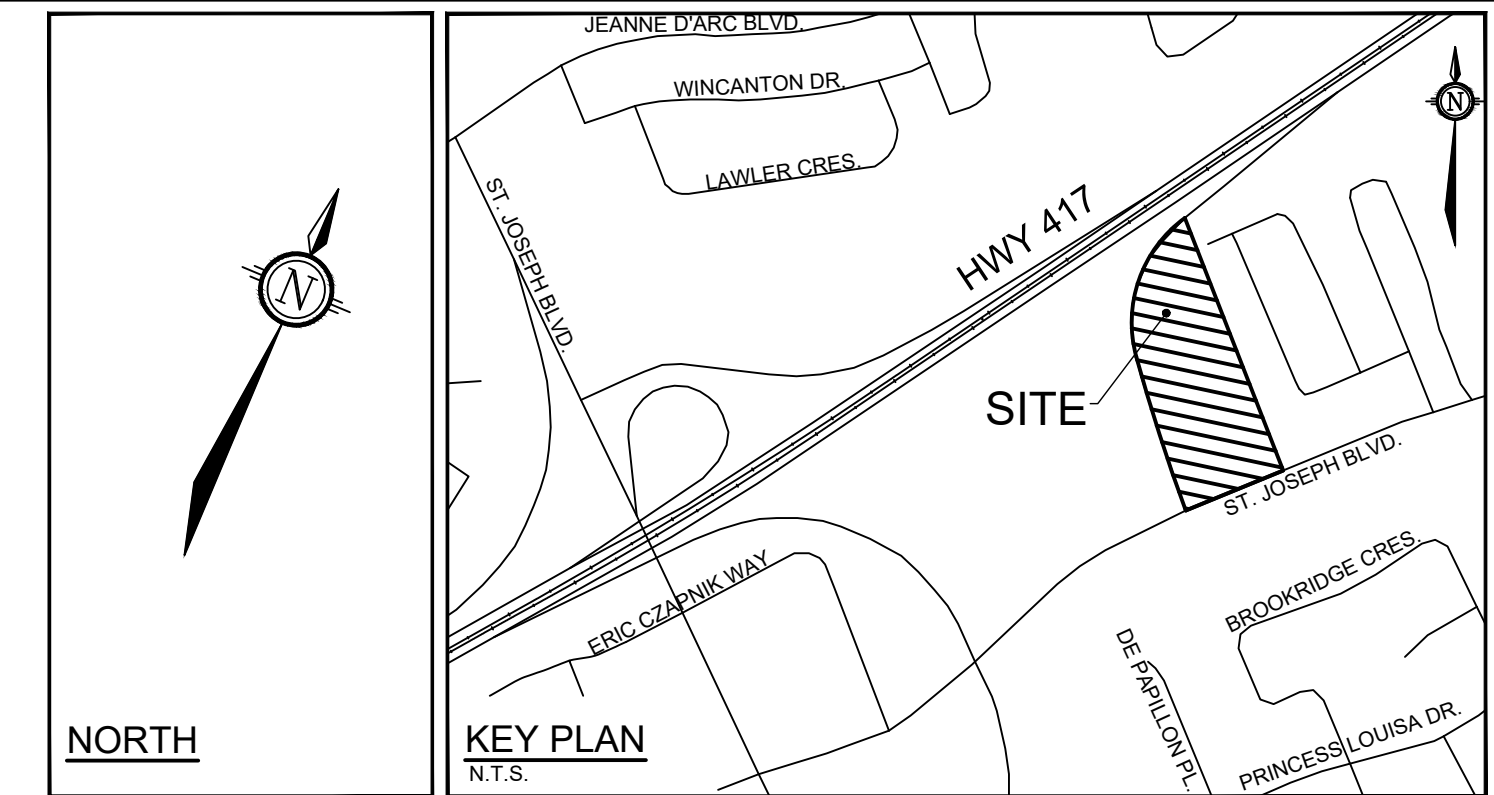 N
NORTH
JEANNE D'ARC BLVD.
WINCANTON DR.
LAWLER CRES.
ST. JOSEPH BLVD.
HWY 417
N
SITE
ST. JOSEPH BLVD.
ERIC CZAPNIK WAY
BROOKRIDGE CRES.
DE PAPILLON PL.
PRINCESS LOUISA DR.
KEY PLAN
N.T.S.